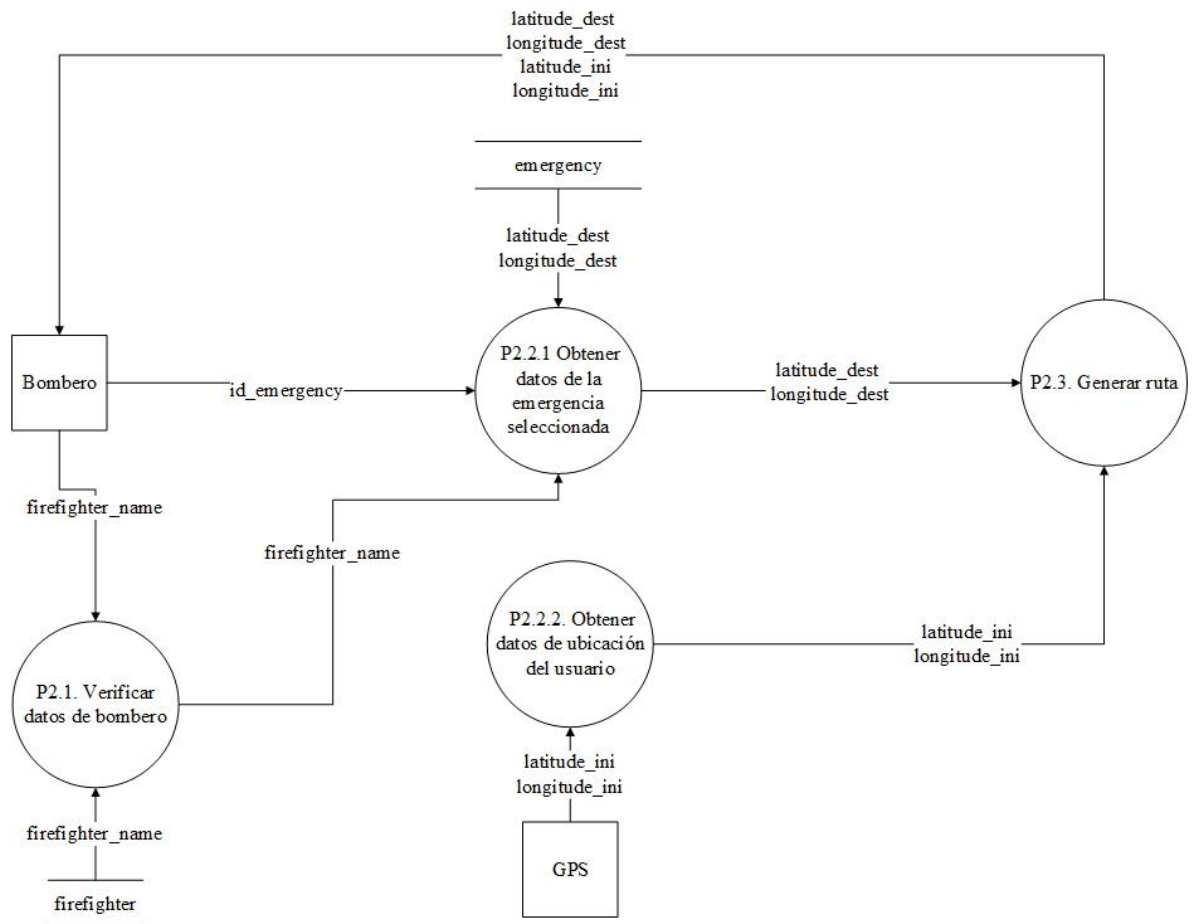 latitude_dest
longitude_dest
latitude_ini
longitude_ini
emergency
latitude_dest
longitude_dest
Bombero
id_emergency
P2.2.1 Obtener
datos de la
emergencia
seleccionada
latitude_dest
longitude_dest
P2.3. Generar ruta
firefighter_name
firefighter_name
P2.2.2. Obtener
datos de ubicación
del usuario
latitude_ini
longitude_ini
P2.1. Verificar
datos de bombero
latitude_ini
longitude_ini
firefighter_name
GPS
firefighter